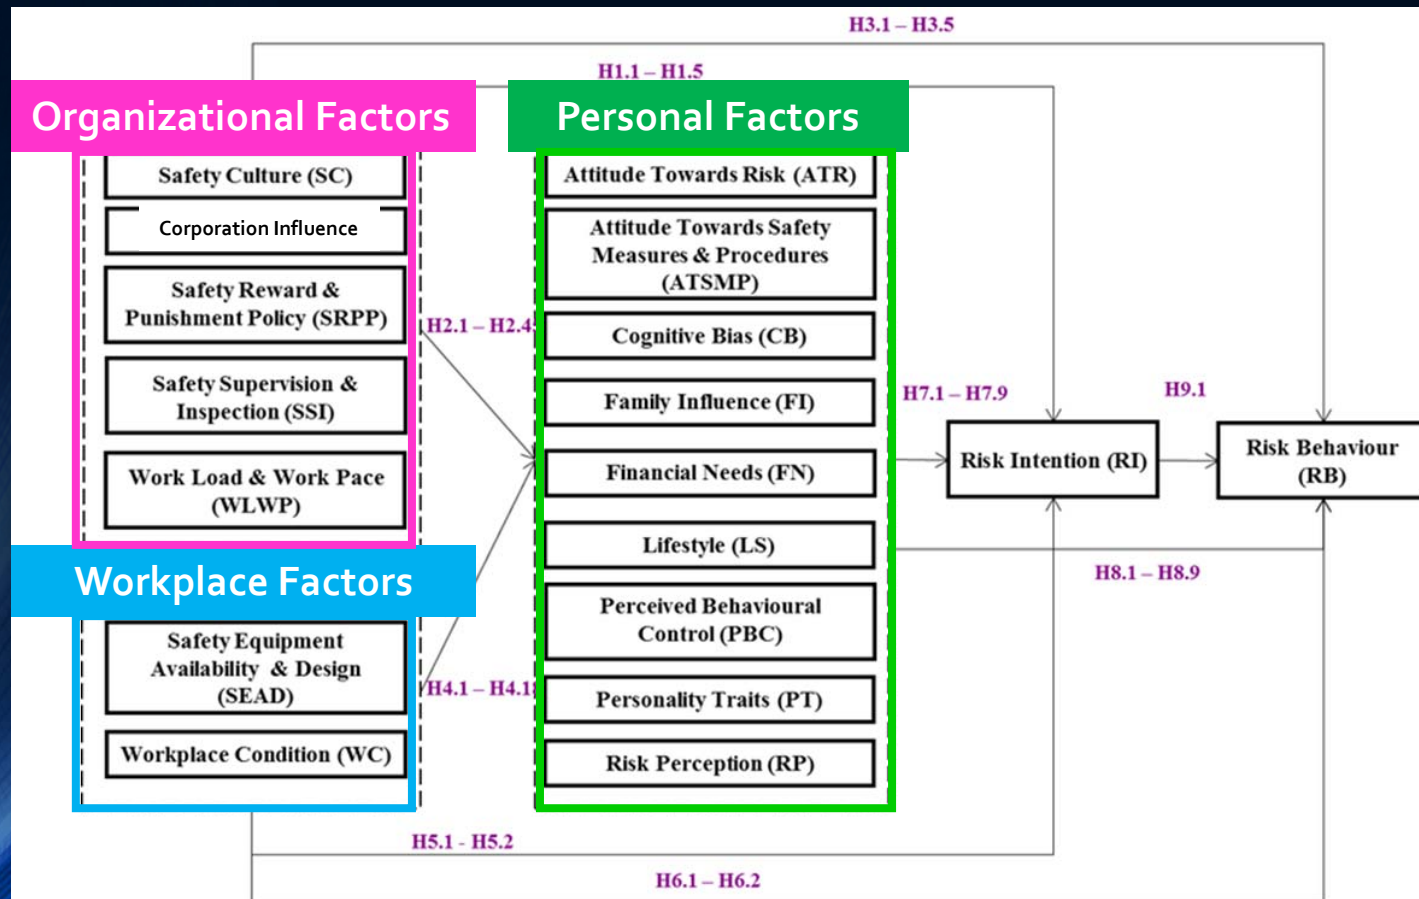 H3.1 – H3.5
H1.1 – H1.5
Organizational Factors
Safety Culture (SC)
Corporation Influence
Safety Reward &
Punishment Policy (SRPP)
Safety Supervision &
Inspection (SSI)
Work Load & Work Pace
(WLWP)
Workplace Factors
Safety Equipment
Availability & Design
(SEAD)
Workplace Condition (WC)
H2.1 – H2.4
H4.1 – H4.1
Personal Factors
Attitude Towards Risk (ATR)
Attitude Towards Safety
Measures & Procedures
(ATSMP)
Cognitive Bias (CB)
Family Influence (FI)
Financial Needs (FN)
Lifestyle (LS)
Perceived Behavioural
Control (PBC)
Personality Traits (PT)
Risk Perception (RP)
H7.1 – H7.9
Risk Intention (RI)
H9.1
Risk Behaviour
(RB)
H8.1 – H8.9
H5.1 - H5.2
H6.1 – H6.2